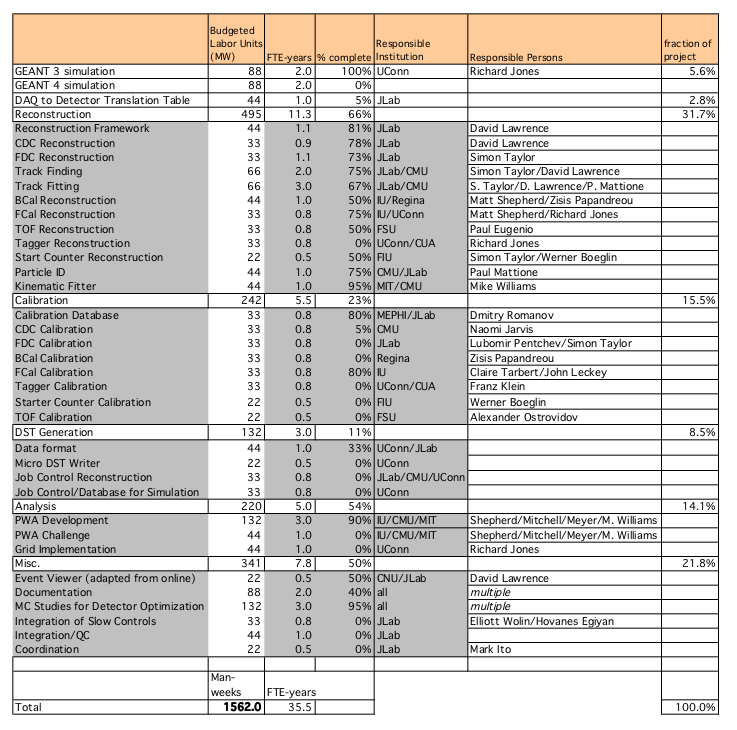 Budgeted Labor Units (MW) FTE-years % complete Responsible Institution Responsible Persons fraction of project
GEANT 3 simulation 88 2.0 100% UConn Richard Jones 5.6%
GEANT 4 simulation 88 2.0 0%
DAQ to Detector Translation Table 44 1.0 5% JLab 2.8%
Reconstruction 495 11.3 66% 31.7%
Reconstruction Framework 44 1.1 81% JLab David Lawrence
CDC Reconstruction 33 0.9 78% JLab David Lawrence
FDC Reconstruction 33 1.1 73% JLab Simon Taylor
Track Finding 66 2.0 75% JLab/CMU Simon Taylor/David Lawrence
Track Fitting 66 3.0 67% JLab/CMU S. Taylor/D. Lawrence/P. Mattione
BCal Reconstruction 44 1.0 50% IU/Regina Matt Shepherd/Zisis Papandreou
FCal Reconstruction 33 0.8 75% IU/UConn Matt Shepherd/Richard Jones
TOF Reconstruction 33 0.8 50% FSU Paul Eugenio
Tagger Reconstruction 33 0.8 0% UConn/CUA Richard Jones
Start Counter Reconstruction 22 0.5 50% FIU Simon Taylor/Werner Boeglin
Particle ID 44 1.0 75% CMU/JLab Paul Mattione
Kinematic Fitter 44 1.0 95% MIT/CMU Mike Williams
Calibration 242 5.5 23% 15.5%
Calibration Database 33 0.8 80% MEPHI/JLab Dmitry Romanov
CDC Calibration 33 0.8 5% CMU Naomi Jarvis
FDC Calibration 33 0.8 0% JLab Lubomir Pentchev/Simon Taylor
BCal Calibration 33 0.8 0% Regina Zisis Papandreou
FCal Calibration 33 0.8 80% IU Claire Tarbert/John Leckey
Tagger Calibration 33 0.8 0% UConn/CUA Franz Klein
Starter Counter Calibration 22 0.5 0% FIU Werner Boeglin
TOF Calibration 22 0.5 0% FSU Alexander Ostrovidov
DST Generation 132 3.0 11% 8.5%
Data format 44 1.0 33% UConn/JLab
Micro DST Writer 22 0.5 0% UConn
Job Control Reconstruction 33 0.8 0% JLab/CMU/UConn
Job Control/Database for Simulation 33 0.8 0% UConn
Analysis 220 5.0 54% 14.1%
PWA Development 132 3.0 90% IU/CMU/MIT Shepherd/Mitchell/Meyer/M. Williams
PWA Challenge 44 1.0 0% IU/CMU/MIT Shepherd/Mitchell/Meyer/M. Williams
Grid Implementation 44 1.0 0% UConn Richard Jones
Misc. 341 7.8 50% 21.8%
Event Viewer (adapted from online) 22 0.5 50% CNU/JLab David Lawrence
Documentation 88 2.0 40% all multiple
MC Studies for Detector Optimization 132 3.0 95% all multiple
Integration of Slow Controls 33 0.8 0% JLab Elliott Wolin/Hovanes Egiyan
Integration/QC 44 1.0 0% JLab
Coordination 22 0.5 0% JLab Mark Ito
Man-weeks FTE-years
Total 1562.0 35.5 100.0%